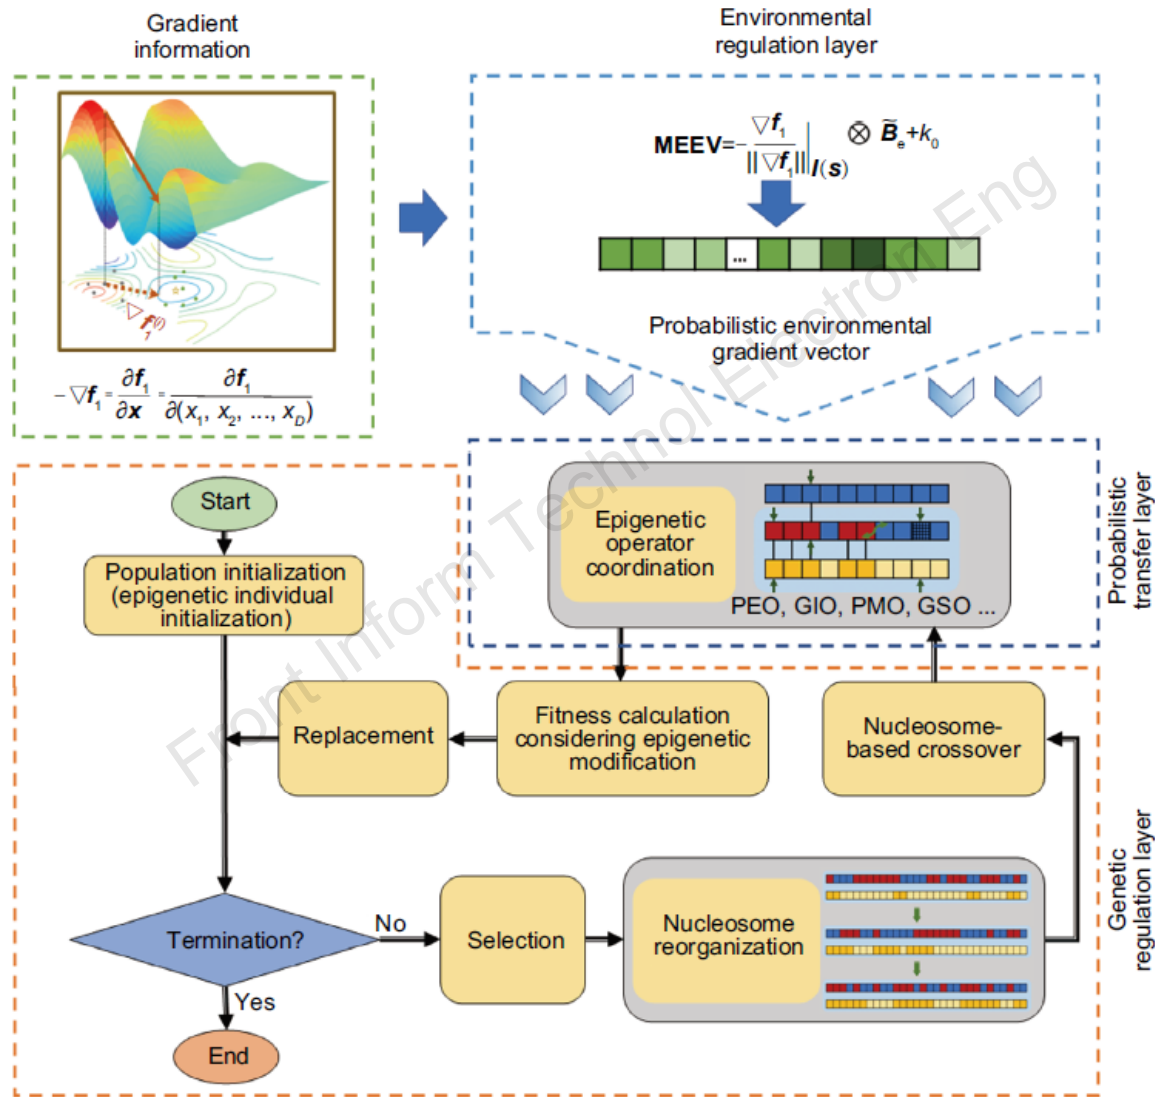 Gradient
information
Environmental
regulation layer
MEEV=-∇f₁/||∇f₁|| |I(s) ⊗ B̃e+k₀
...
Probabilistic environmental
gradient vector
∇f₁⁽ⁱ⁾
-∇f₁=∂f₁/∂x=∂f₁/∂(x₁, x₂, ..., x_D)
Start
Population initialization
(epigenetic individual
initialization)
Epigenetic
operator
coordination
PEO, GIO, PMO, GSO ...
Probabilistic
transfer layer
Replacement
Fitness calculation
considering epigenetic
modification
Nucleosome-
based crossover
Termination?
No
Selection
Nucleosome
reorganization
Genetic
regulation layer
Yes
End
Front Inform Technol Electron Eng